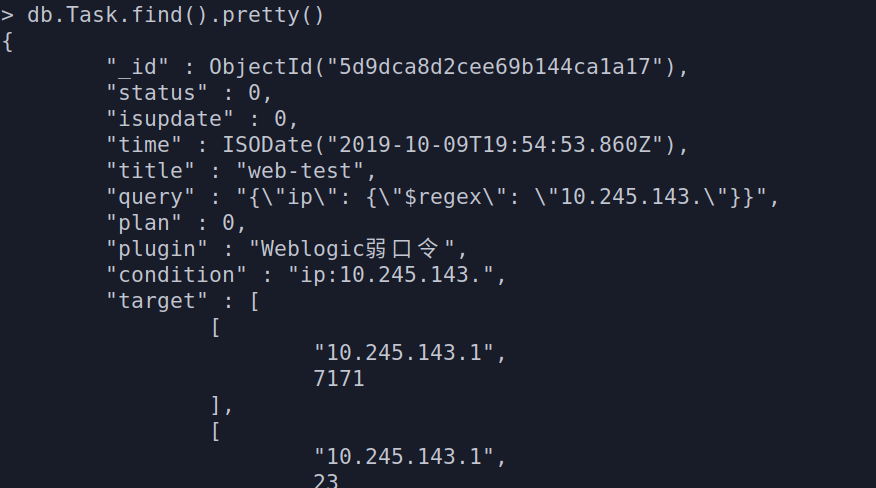 > db.Task.find().pretty()
{
"_id" : ObjectId("5d9dca8d2cee69b144ca1a17"),
"status" : 0,
"isupdate" : 0,
"time" : ISODate("2019-10-09T19:54:53.860Z"),
"title" : "web-test",
"query" : "{\"ip\": {\"$regex\": \"10.245.143.\"}}",
"plan" : 0,
"plugin" : "Weblogic弱口令",
"condition" : "ip:10.245.143.",
"target" : [
[
"10.245.143.1",
7171
],
[
"10.245.143.1",
23